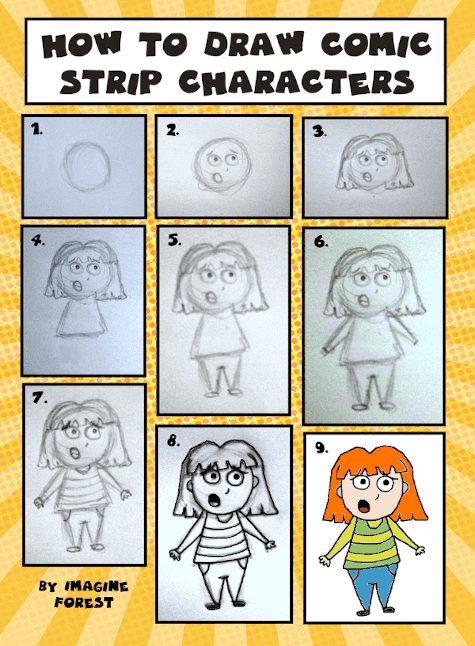 HOW TO DRAW COMIC
STRIP CHARACTERS
1.
2.
3.
4.
5.
6.
7.
8.
9.
BY IMAGINE
FOREST